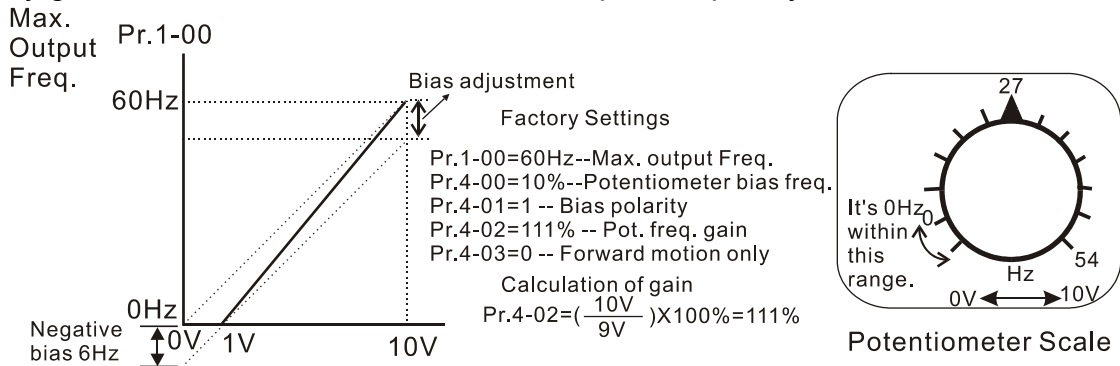 Max.
Output
Freq.
Pr.1-00
60Hz
0Hz
0V
1V
10V
Negative
bias 6Hz
Bias adjustment
Factory Settings
Pr.1-00=60Hz--Max. output Freq.
Pr.4-00=10%--Potentiometer bias freq.
Pr.4-01=1 -- Bias polarity
Pr.4-02=111% -- Pot. freq. gain
Pr.4-03=0 -- Forward motion only
Calculation of gain
Pr.4-02=(10V/9V)X100%=111%
27
It's 0Hz
within
this
range.
0
54
Hz
0V
10V
Potentiometer Scale